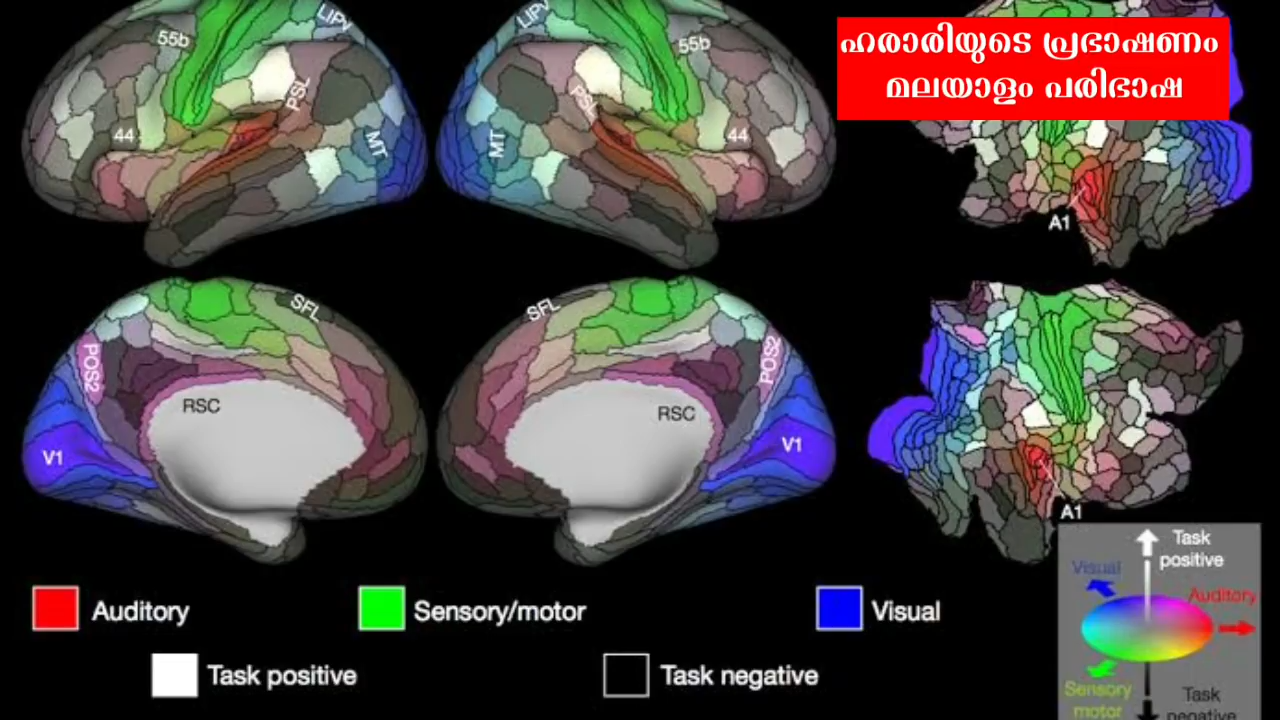 ഹരാരിയുടെ പ്രഭാഷണം
മലയാളം പരിഭാഷ
55b
LIPv
PSL
44
MT
LIPv
55b
PSL
MT
44
A1
SFL
POS2
RSC
V1
SFL
POS2
RSC
V1
A1
Auditory
Sensory/motor
Visual
Task positive
Task negative
Task
positive
Visual
Auditory
Sensory
motor
Task
negative